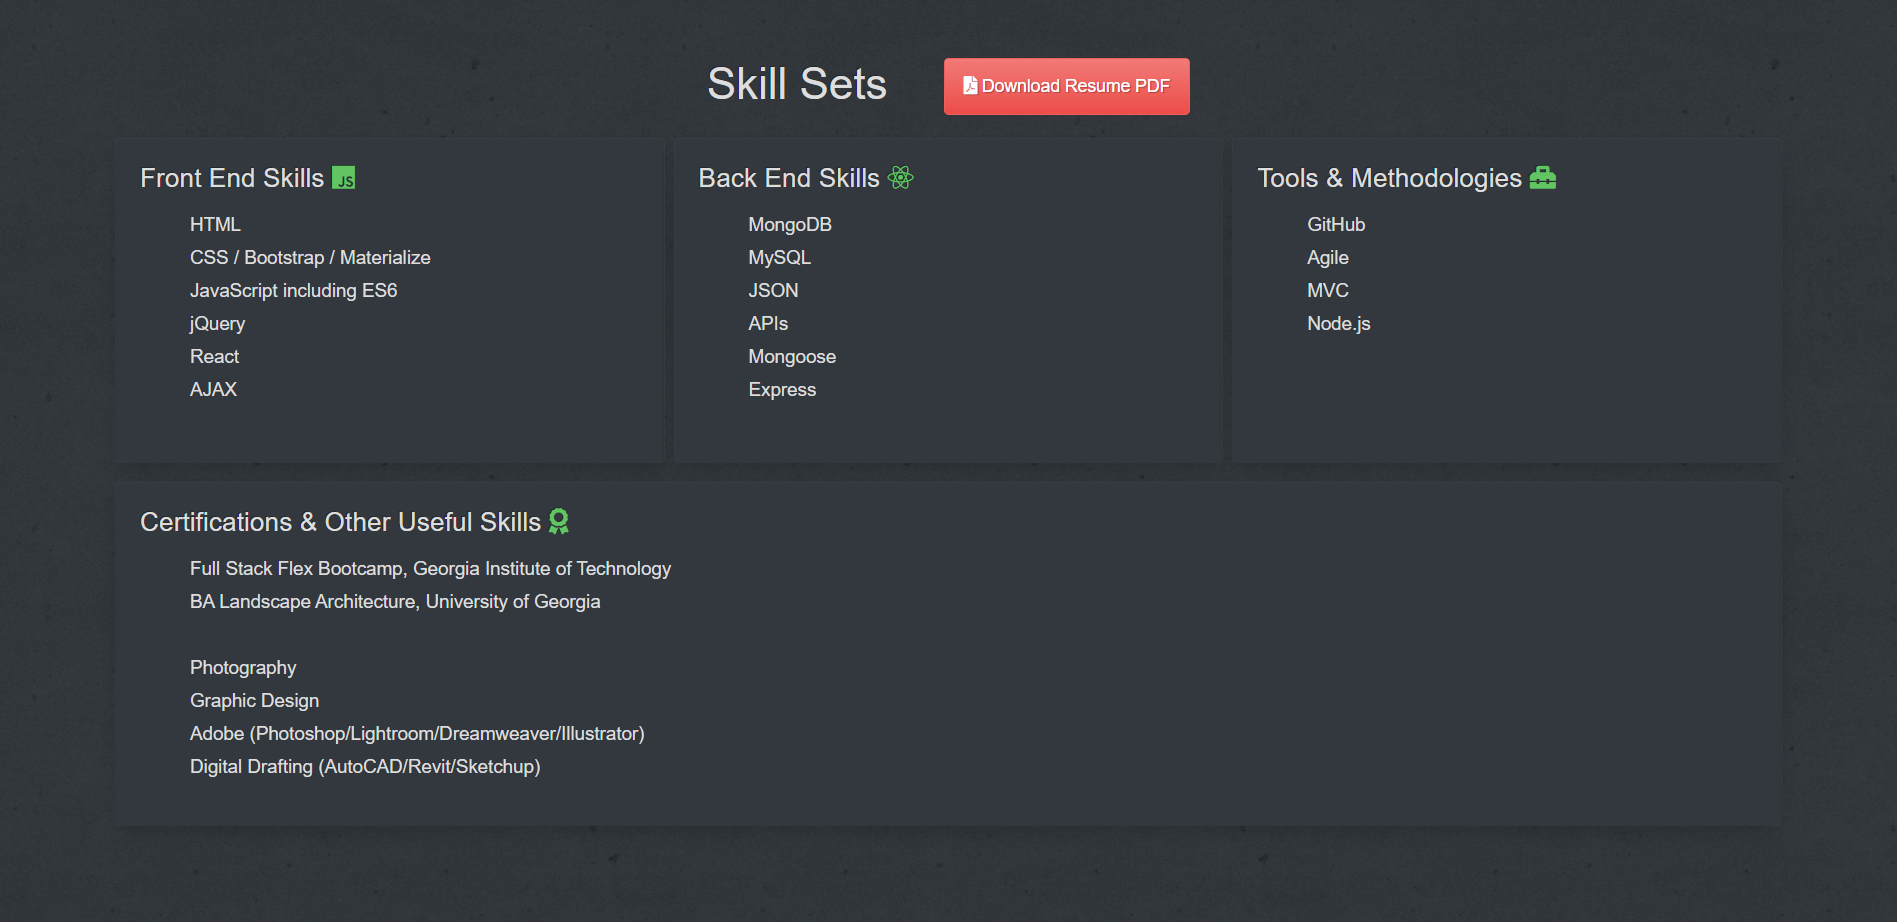 Skill Sets
Download Resume PDF
Front End Skills JS
HTML
CSS / Bootstrap / Materialize
JavaScript including ES6
jQuery
React
AJAX
Back End Skills
MongoDB
MySQL
JSON
APIs
Mongoose
Express
Tools & Methodologies
GitHub
Agile
MVC
Node.js
Certifications & Other Useful Skills
Full Stack Flex Bootcamp, Georgia Institute of Technology
BA Landscape Architecture, University of Georgia
Photography
Graphic Design
Adobe (Photoshop/Lightroom/Dreamweaver/Illustrator)
Digital Drafting (AutoCAD/Revit/Sketchup)